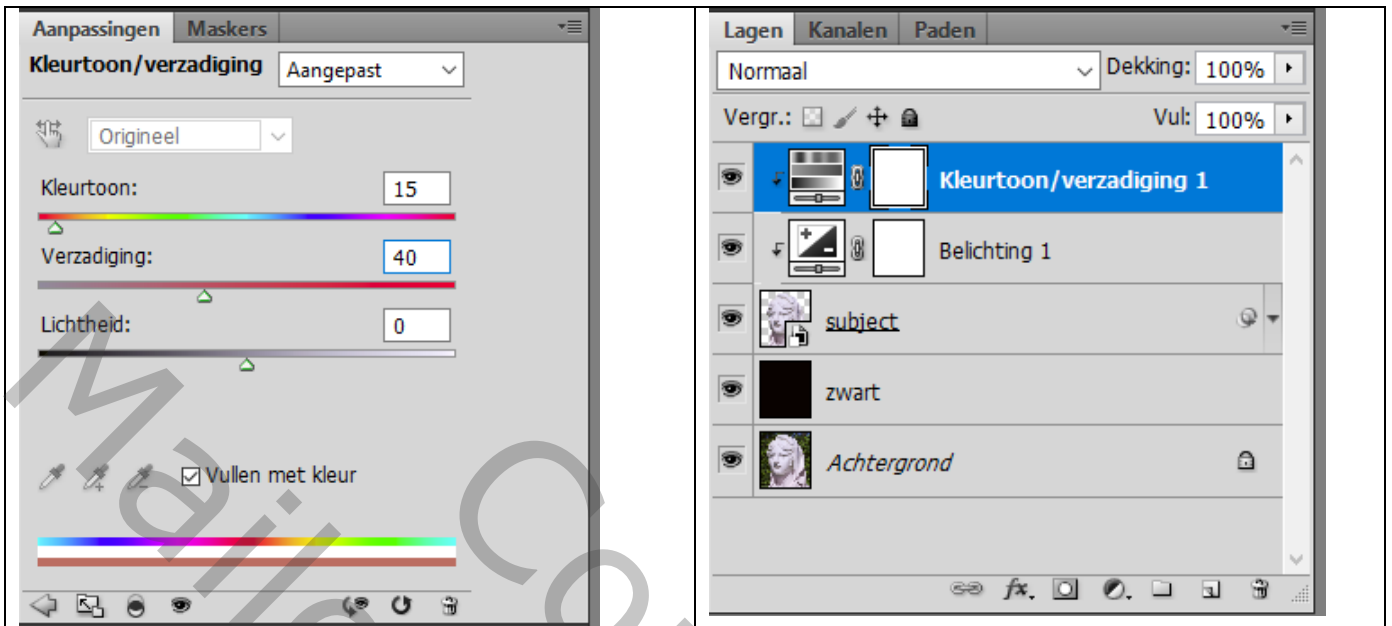 Aanpassingen Maskers
Kleurtoon/verzadiging Aangepast
Origineel
Kleurtoon: 15
Verzadiging: 40
Lichtheid: 0
Vullen met kleur
Lagen Kanalen Paden
Normaal Dekking: 100%
Vergr.: Vul: 100%
Kleurtoon/verzadiging 1
Belichting 1
subject
zwart
Achtergrond
fx.